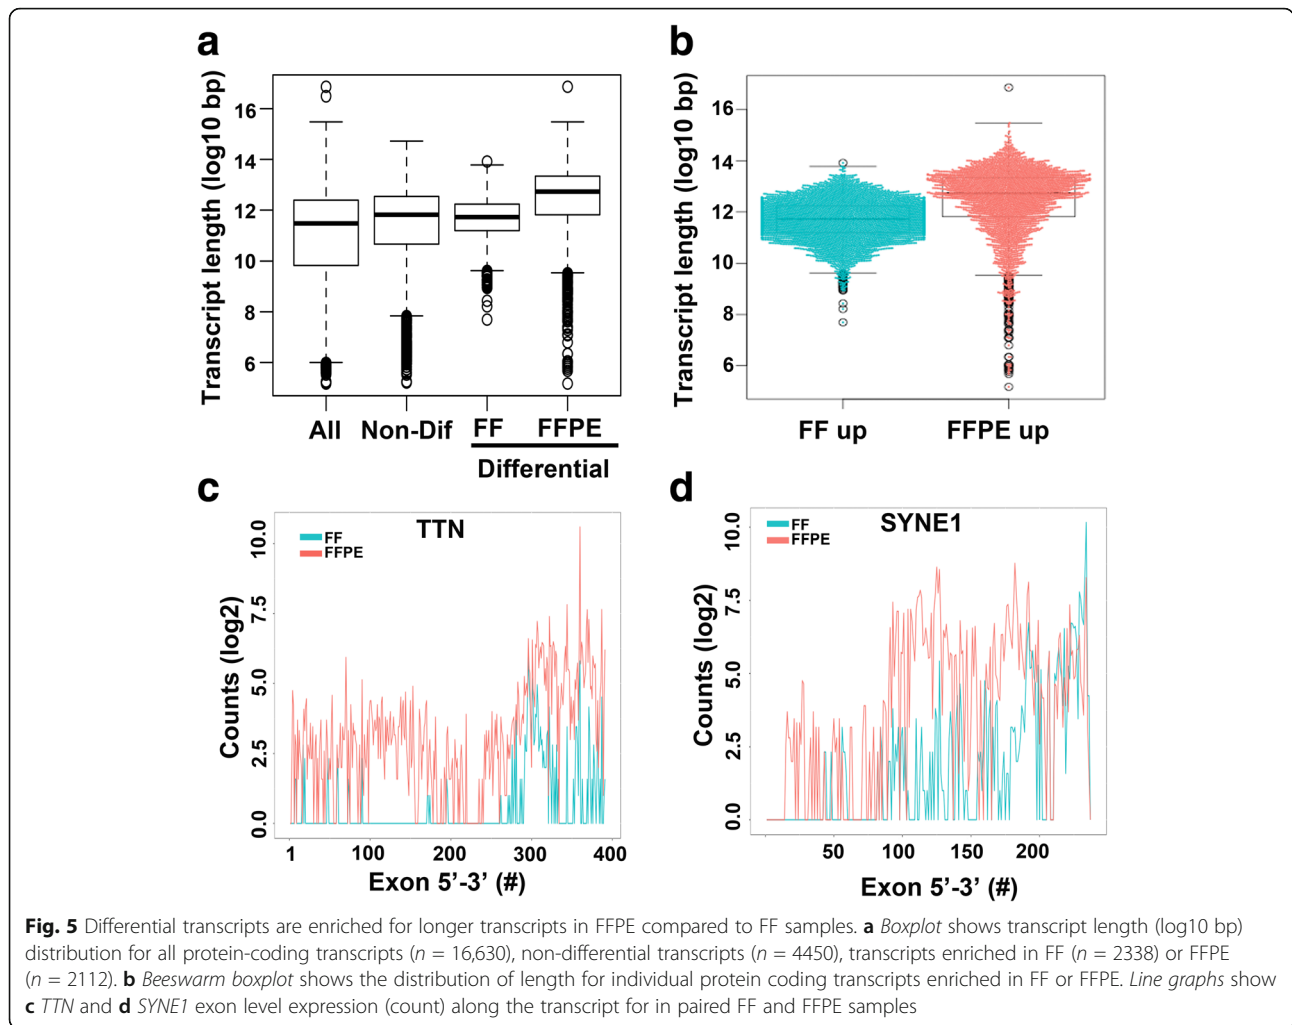 a
Transcript length (log10 bp)
16
14
12
10
8
6
All
Non-Dif
FF
FFPE
Differential
b
Transcript length (log10 bp)
16
14
12
10
8
6
FF up
FFPE up
c
TTN
FF
FFPE
Counts (log2)
10.0
7.5
5.0
2.5
0.0
1
100
200
300
400
Exon 5’-3’ (#)
d
SYNE1
FF
FFPE
Counts (log2)
10.0
7.5
5.0
2.5
0.0
50
100
150
200
Exon 5’-3’ (#)
Fig. 5 Differential transcripts are enriched for longer transcripts in FFPE compared to FF samples. a Boxplot shows transcript length (log10 bp)
distribution for all protein-coding transcripts (n = 16,630), non-differential transcripts (n = 4450), transcripts enriched in FF (n = 2338) or FFPE
(n = 2112). b Beeswarm boxplot shows the distribution of length for individual protein coding transcripts enriched in FF or FFPE. Line graphs show
c TTN and d SYNE1 exon level expression (count) along the transcript for in paired FF and FFPE samples